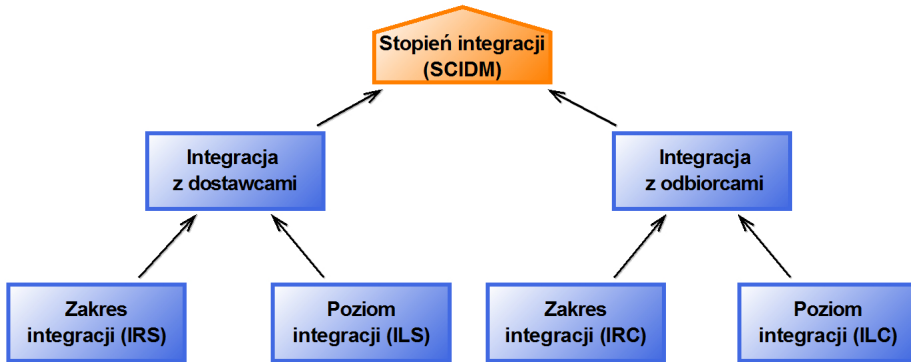 Stopień integracji
(SCIDM)
Integracja
z dostawcami
Integracja
z odbiorcami
Zakres
integracji (IRS)
Poziom
integracji (ILS)
Zakres
integracji (IRC)
Poziom
integracji (ILC)